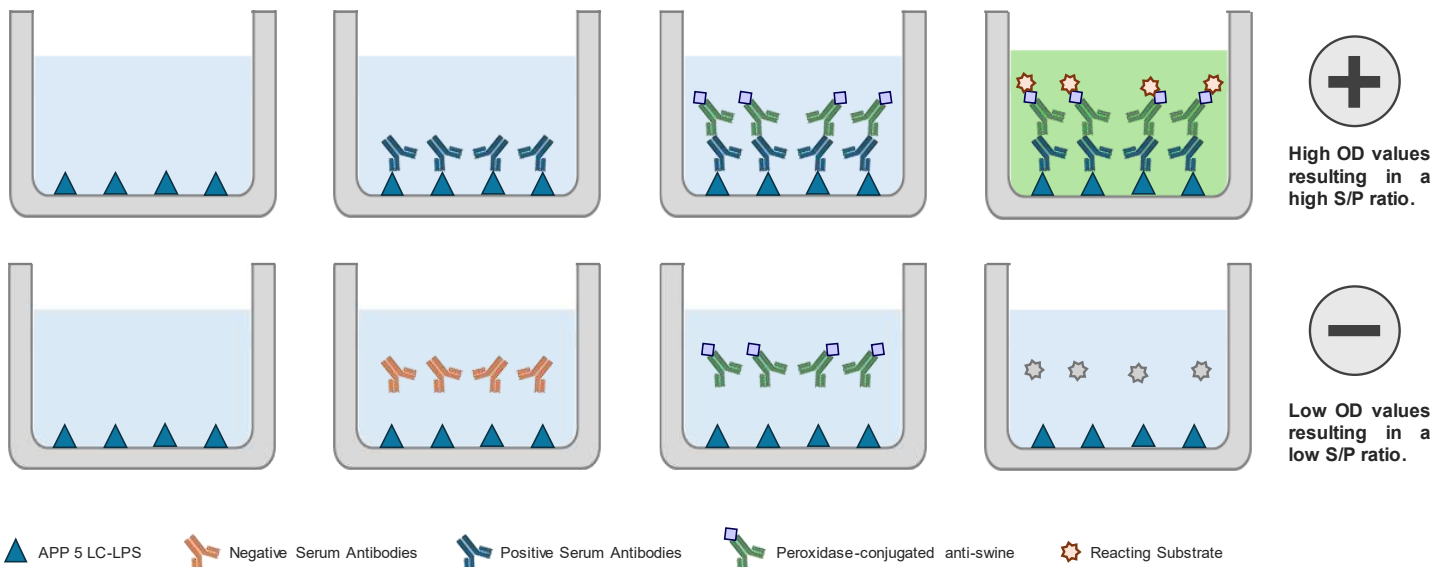 High OD values
resulting in a
high S/P ratio.
Low OD values
resulting in a
low S/P ratio.
APP 5 LC-LPS
Negative Serum Antibodies
Positive Serum Antibodies
Peroxidase-conjugated anti-swine
Reacting Substrate